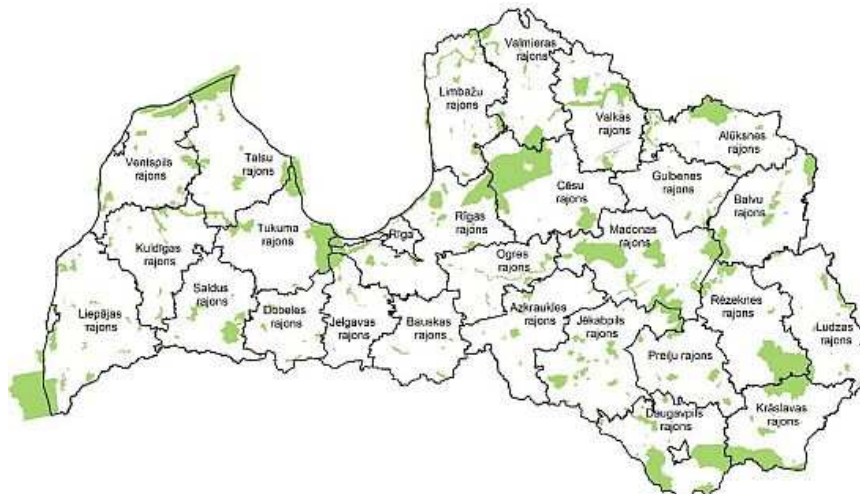 Valmieras
rajons
Limbažu
rajons
Valkas
rajons
Alūksnes
rajons
Ventspils
rajons
Talsu
rajons
Gulbenes
rajons
Cēsu
rajons
Balvu
rajons
Rīgas
rajons
Tukuma
rajons
Rīga
Madonas
rajons
Kuldīgas
rajons
Ogres
rajons
Saldus
rajons
Rēzeknes
rajons
Liepājas
rajons
Dobeles
rajons
Jelgavas
rajons
Bauskas
rajons
Aizkraukles
rajons
Jēkabpils
rajons
Ludzas
rajons
Preiļu rajons
Daugavpils
rajons
Krāslavas
rajons